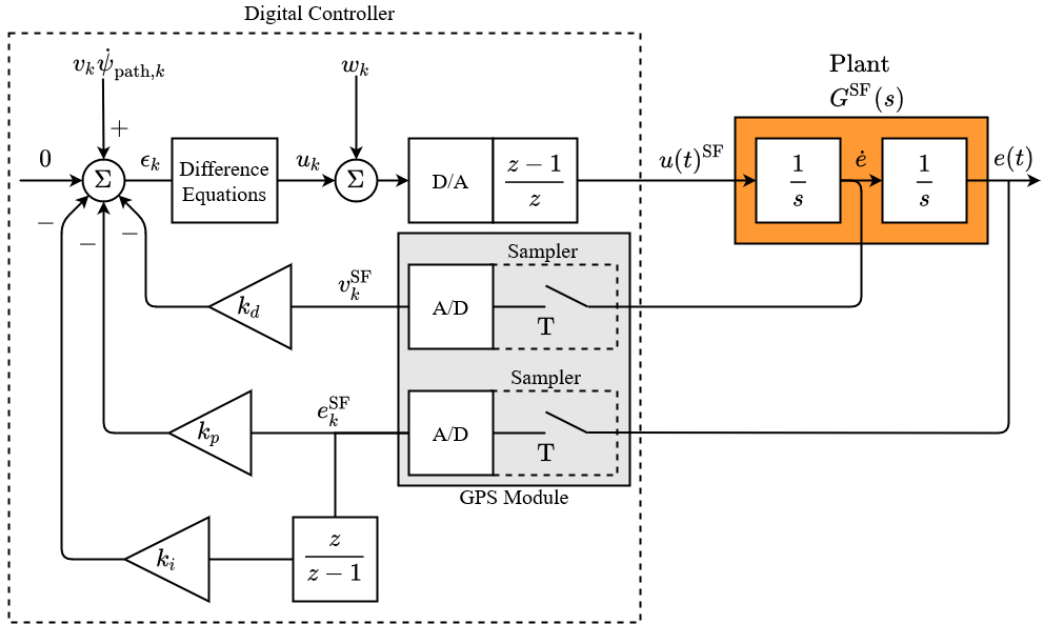 Digital Controller
v_k ψ̇_path,k
w_k
Plant
G^SF(s)
+
0
ϵ_k
Difference
Equations
u_k
Σ
Σ
D/A
z − 1
z
u(t)^SF
1
s
ė
1
s
e(t)
−
−
−
Sampler
k_d
v_k^SF
A/D
T
Sampler
k_p
e_k^SF
A/D
T
GPS Module
k_i
z
z − 1